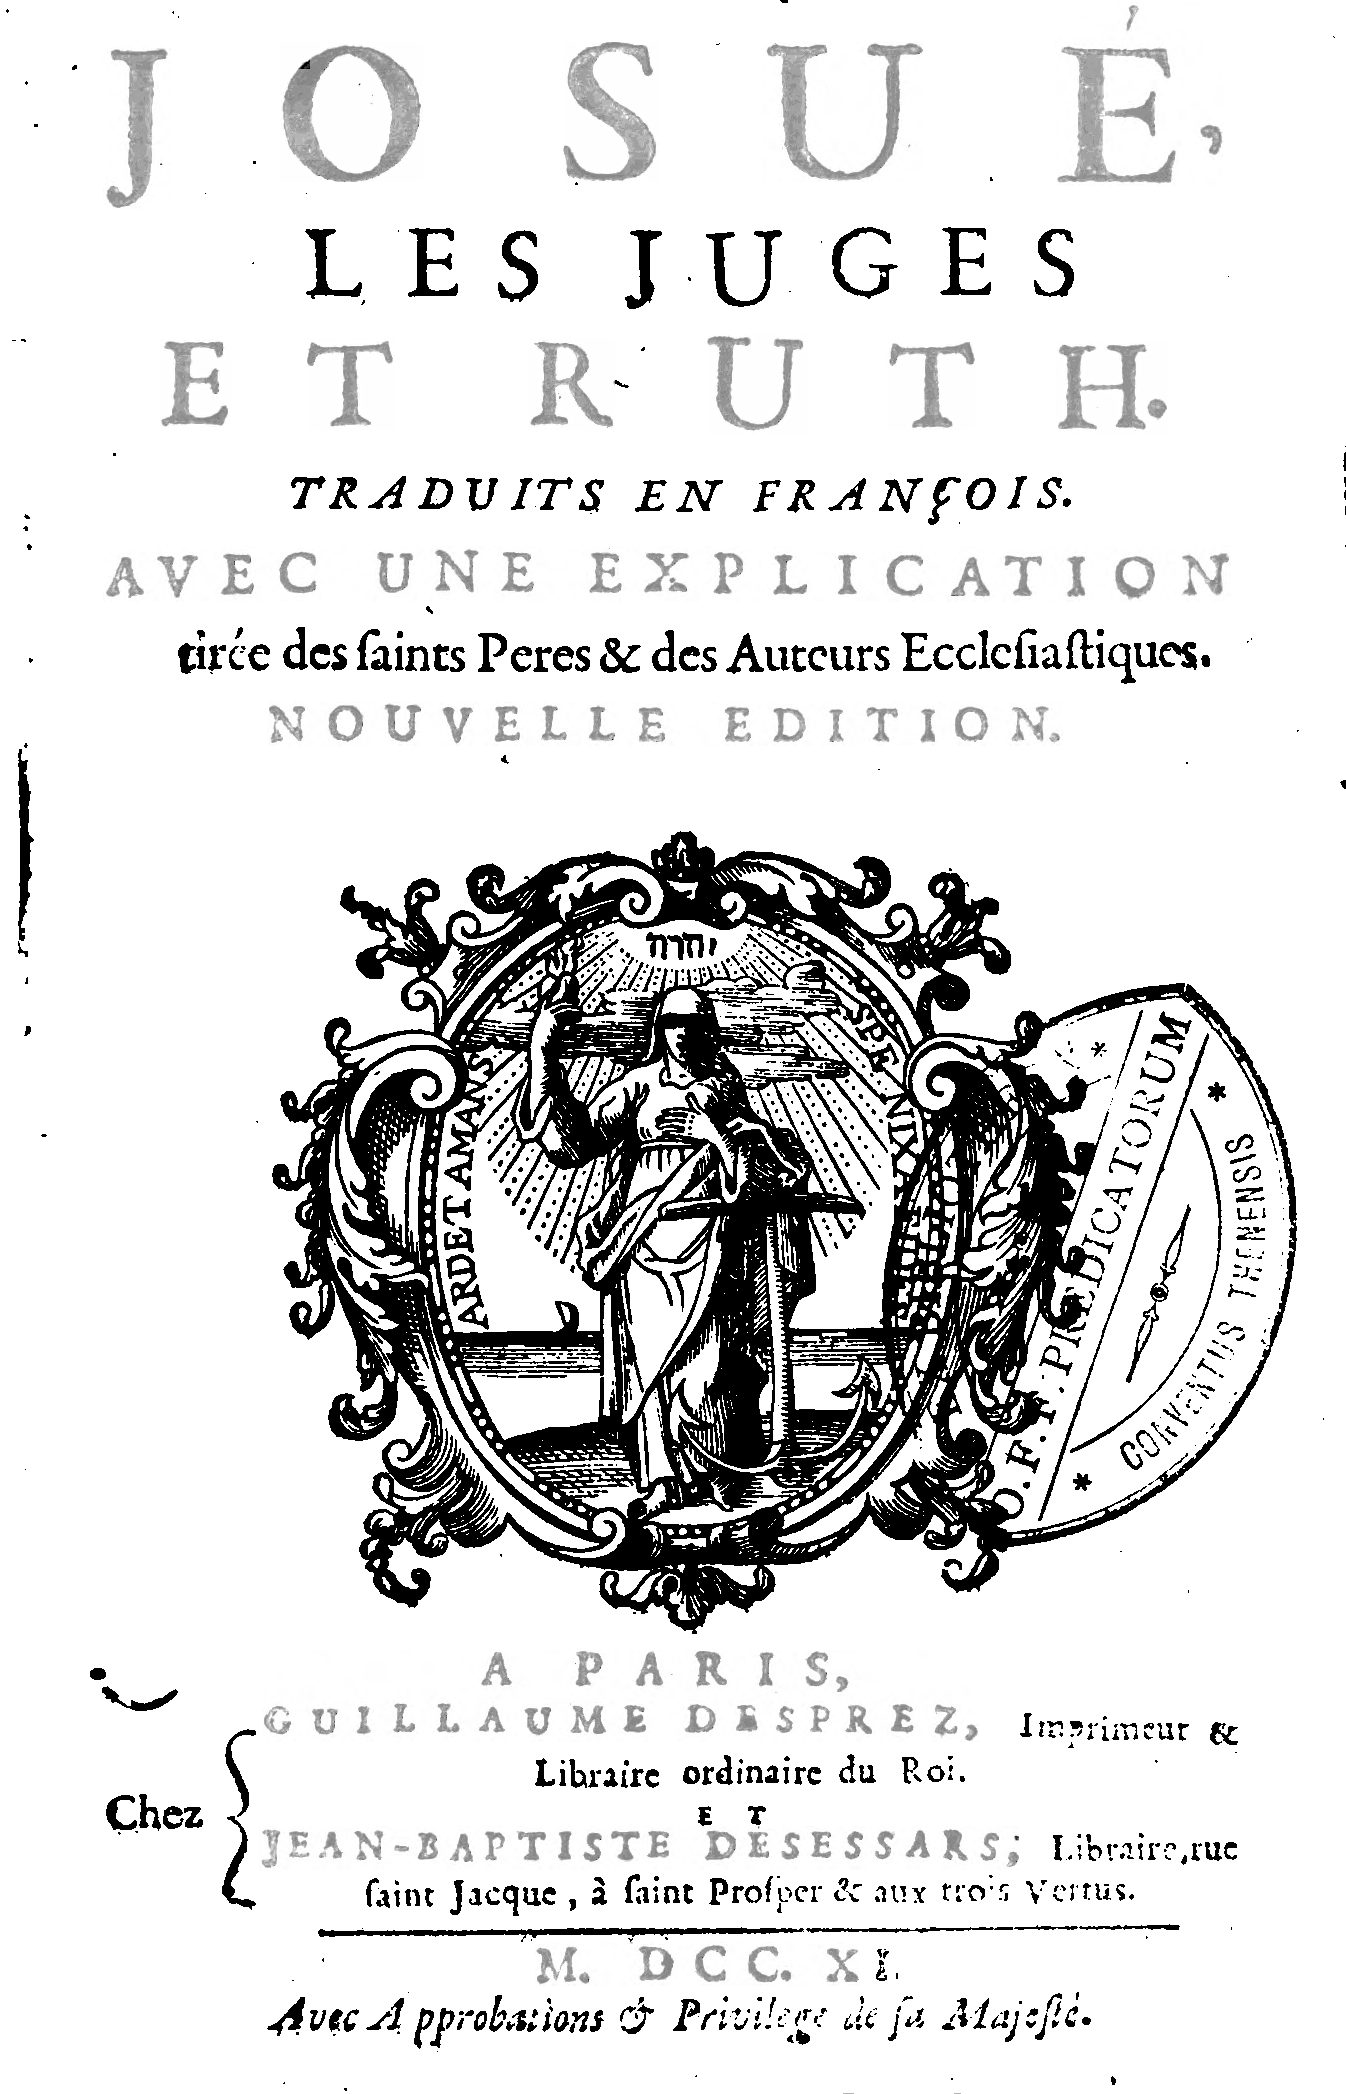 JOSUÉ,
LES JUGES
ET RUTH.
TRADUITS EN FRANÇOIS.
AVEC UNE EXPLICATION
tirée des ſaints Peres & des Auteurs Eccleſiaſtiques.
NOUVELLE EDITION.
יהוה
ARDET AMANS
SPE NIXA
O.F.F. PREDICATORUM
* CONVENTUS THENENSIS *
A PARIS,
GUILLAUME DESPREZ, Imprimeur &
Libraire ordinaire du Roi.
Chez
ET
JEAN-BAPTISTE DESESSARS; Libraire, rue
ſaint Jacque, à ſaint Proſper & aux trois Vertus.
M. DCC. XI.
Avec Approbations & Privilege de ſa Majeſté.